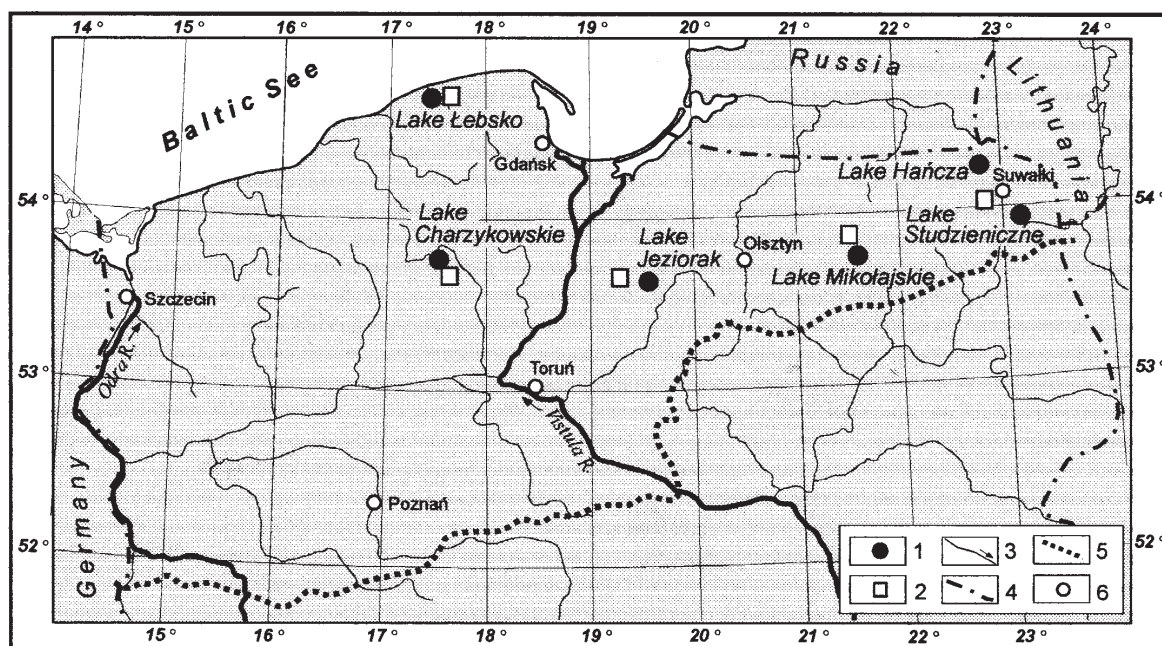 14° 15° 16° 17° 18° 19° 20° 21° 22° 23° 24°
Baltic See
Russia
Lithuania
Lake Łebsko
Gdańsk
Lake Hańcza
Suwałki
54°
54°
Lake
Charzykowskie
Lake
Jeziorak
Olsztyn
Lake
Studzieniczne
Lake Mikołajskie
Szczecin
Odra R.
53°
53°
Toruń
Vistula R.
Germany
Poznań
52°
52°
1
3
5
2
4
6
15° 16° 17° 18° 19° 20° 21° 22° 23°